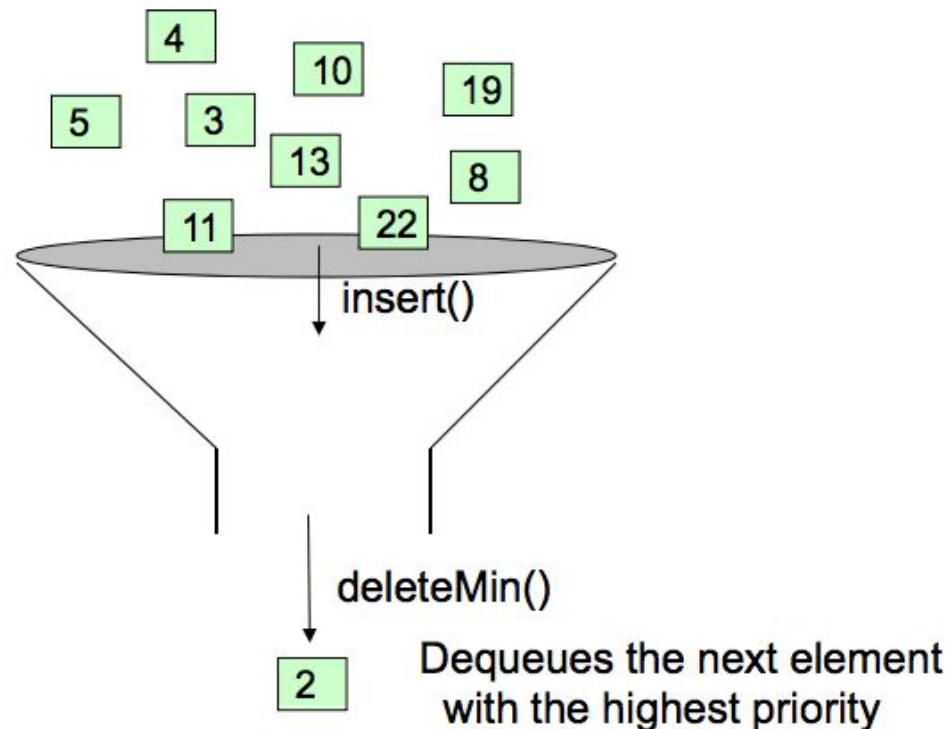 4
10
19
5
3
13
8
11
22
insert()
deleteMin()
2
Dequeues the next element
with the highest priority